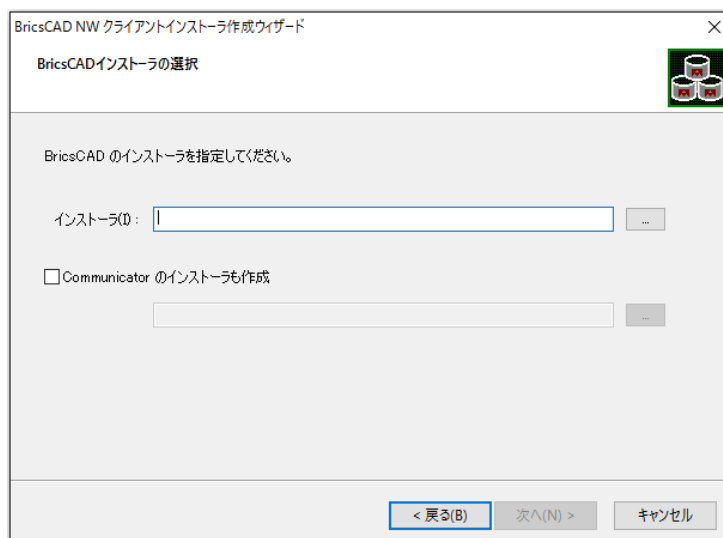 BricsCAD NW クライアントインストーラ作成ウィザード
BricsCADインストーラの選択
BricsCAD のインストーラを指定してください。
インストーラ(I) :
...
Communicator のインストーラも作成
...
< 戻る(B)
次へ(N) >
キャンセル